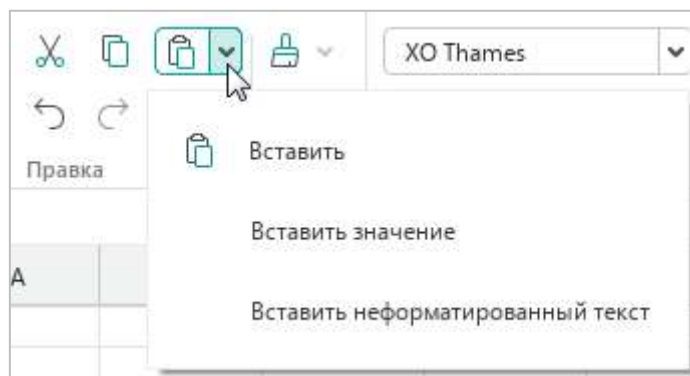 XO Thames
Правка
Вставить
Вставить значение
A
Вставить неформатированный текст